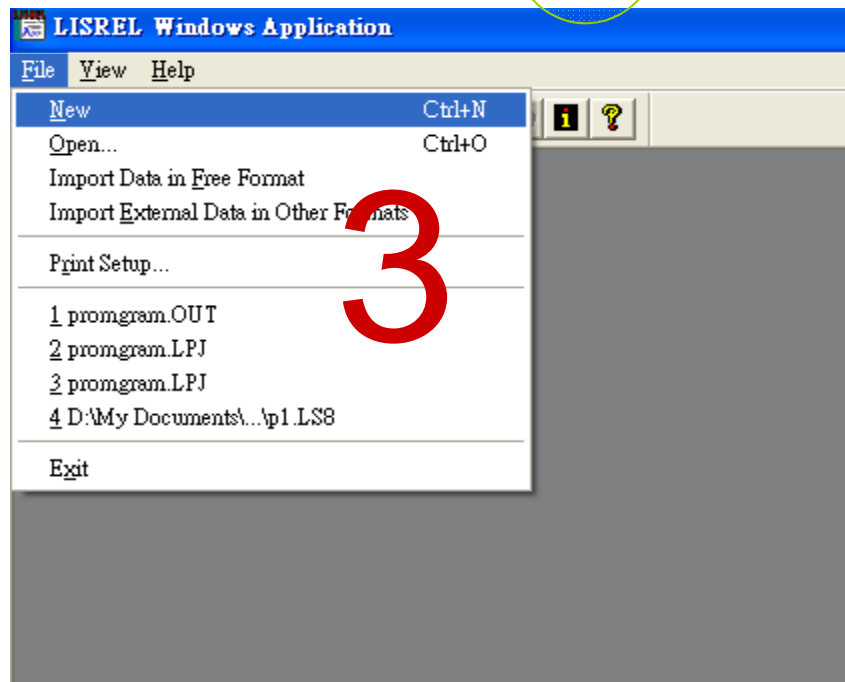 LISREL Windows Application
File View Help
New Ctrl+N
Open... Ctrl+O
Import Data in Free Format
Import External Data in Other Formats
3
Print Setup...
1 promgram.OUT
2 promgram.LPJ
3 promgram.LPJ
4 D:\My Documents\...\p1.LS8
Exit